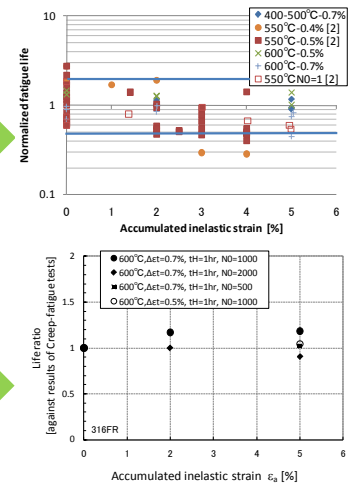 10
1
0.1
Normalized fatigue life
0 1 2 3 4 5 6
Accumulated inelastic strain [%]
400-500°C-0.7%
550°C-0.4% [2]
550°C-0.5% [2]
600°C-0.5%
600°C-0.7%
550°CN0=1 [2]
2
1.5
1
0.5
0
Life ratio
[against results of Creep-fatigue tests]
600℃,Δεt=0.7%, tH=1hr, N0=1000
600℃,Δεt=0.7%, tH=1hr, N0=2000
600℃,Δεt=0.7%, tH=1hr, N0=500
600℃,Δεt=0.5%, tH=1hr, N0=1000
316FR
0 1 2 3 4 5 6
Accumulated inelastic strain εa [%]